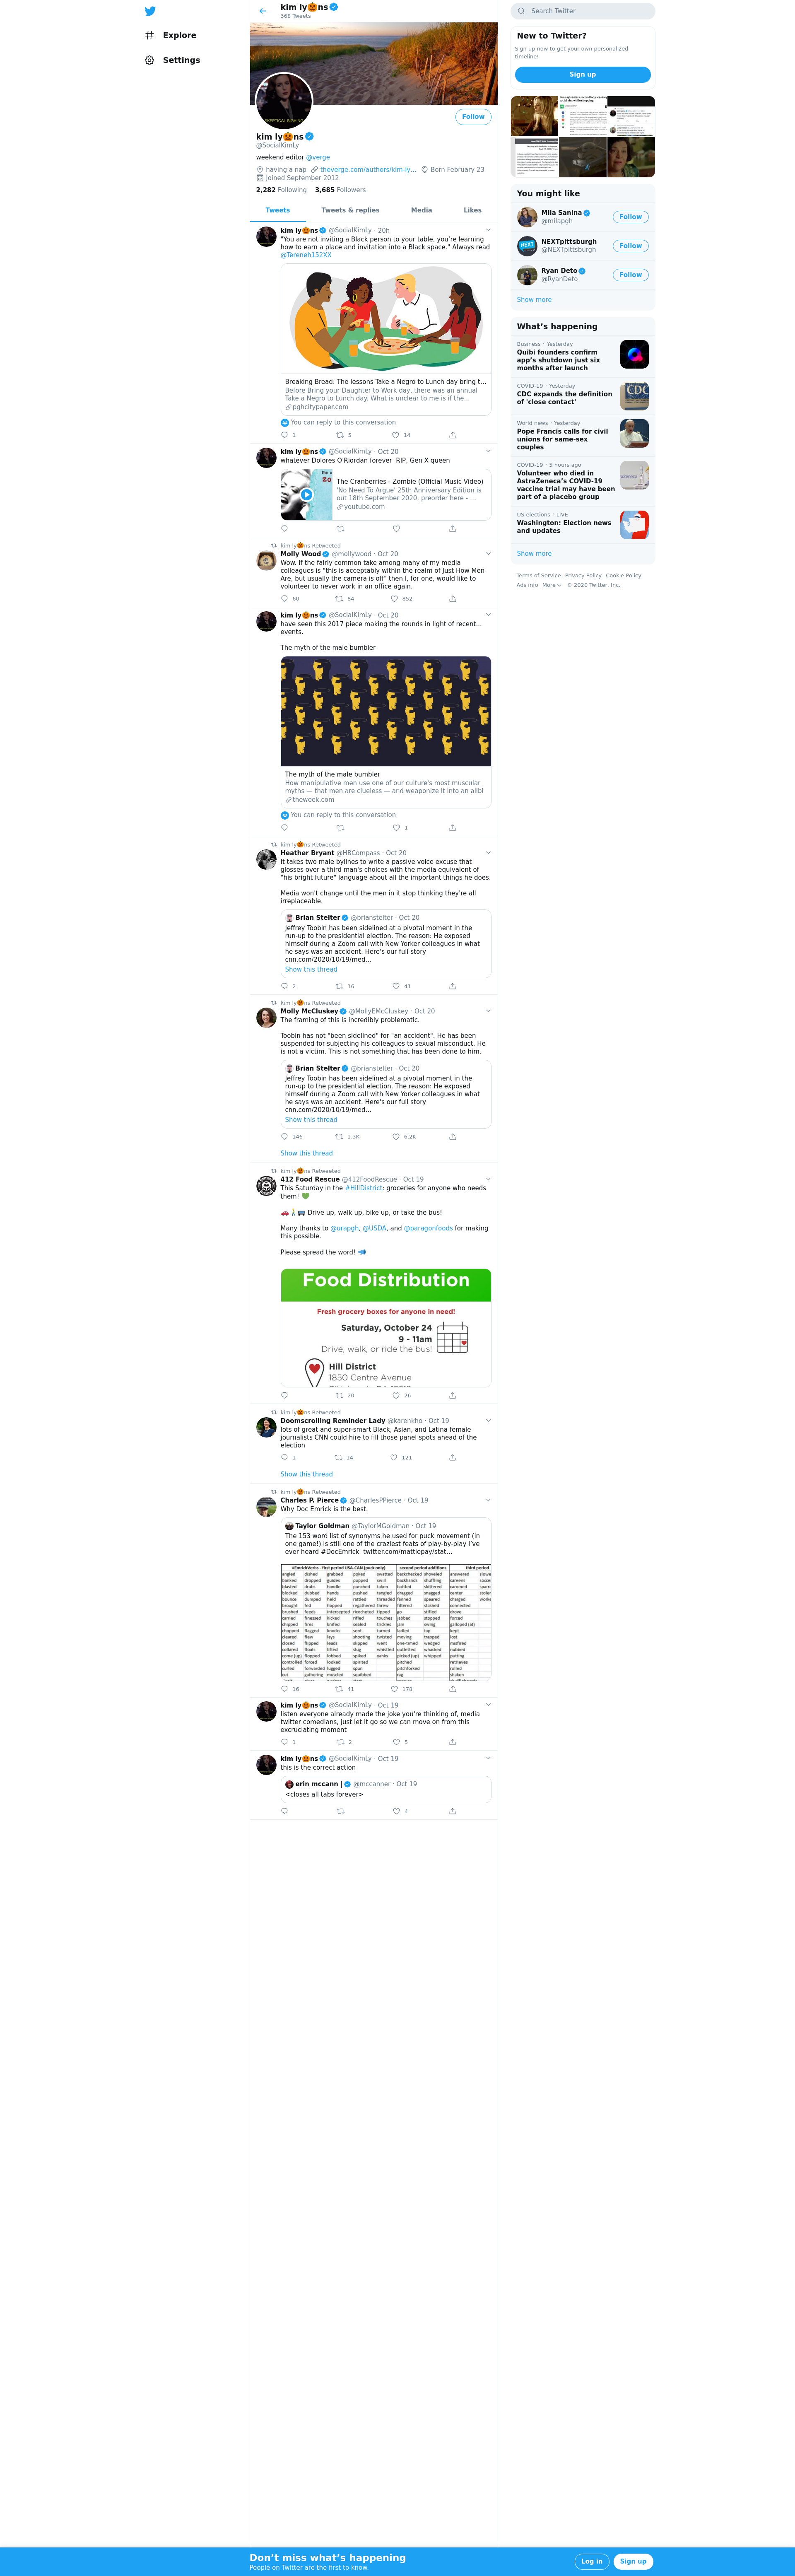 Explore
Settings
kim ly🎃ns
368 Tweets
SKEPTICAL SIGHING
Follow
kim ly🎃ns
@SocialKimLy
weekend editor @verge
having a nap theverge.com/authors/kim-ly… Born February 23
Joined September 2012
2,282 Following 3,685 Followers
Tweets Tweets & replies Media Likes
kim ly🎃ns @SocialKimLy · 20h
"You are not inviting a Black person to your table, you're learning
how to earn a place and invitation into a Black space." Always read
@Tereneh152XX
Breaking Bread: The lessons Take a Negro to Lunch day bring t…
Before Bring your Daughter to Work day, there was an annual
Take a Negro to Lunch day. What is unclear to me is if the…
pghcitypaper.com
You can reply to this conversation
1 5 14
kim ly🎃ns @SocialKimLy · Oct 20
whatever Dolores O'Riordan forever RIP, Gen X queen
The Cranberries - Zombie (Official Music Video)
'No Need To Argue' 25th Anniversary Edition is
out 18th September 2020, preorder here - …
youtube.com
kim ly🎃ns Retweeted
Molly Wood @mollywood · Oct 20
Wow. If the fairly common take among many of my media
colleagues is "this is acceptably within the realm of Just How Men
Are, but usually the camera is off" then I, for one, would like to
volunteer to never work in an office again.
60 84 852
kim ly🎃ns @SocialKimLy · Oct 20
have seen this 2017 piece making the rounds in light of recent...
events.
The myth of the male bumbler
The myth of the male bumbler
How manipulative men use one of our culture's most muscular
myths — that men are clueless — and weaponize it into an alibi
theweek.com
You can reply to this conversation
1
kim ly🎃ns Retweeted
Heather Bryant @HBCompass · Oct 20
It takes two male bylines to write a passive voice excuse that
glosses over a third man's choices with the media equivalent of
"his bright future" language about all the important things he does.
Media won't change until the men in it stop thinking they're all
irreplaceable.
Brian Stelter @brianstelter · Oct 20
Jeffrey Toobin has been sidelined at a pivotal moment in the
run-up to the presidential election. The reason: He exposed
himself during a Zoom call with New Yorker colleagues in what
he says was an accident. Here's our full story
cnn.com/2020/10/19/med…
Show this thread
2 16 41
kim ly🎃ns Retweeted
Molly McCluskey @MollyEMcCluskey · Oct 20
The framing of this is incredibly problematic.
Toobin has not "been sidelined" for "an accident". He has been
suspended for subjecting his colleagues to sexual misconduct. He
is not a victim. This is not something that has been done to him.
Brian Stelter @brianstelter · Oct 20
Jeffrey Toobin has been sidelined at a pivotal moment in the
run-up to the presidential election. The reason: He exposed
himself during a Zoom call with New Yorker colleagues in what
he says was an accident. Here's our full story
cnn.com/2020/10/19/med…
Show this thread
146 1.3K 6.2K
Show this thread
kim ly🎃ns Retweeted
412 Food Rescue @412FoodRescue · Oct 19
This Saturday in the #HillDistrict: groceries for anyone who needs
them! 💚
Drive up, walk up, bike up, or take the bus!
Many thanks to @urapgh, @USDA, and @paragonfoods for making
this possible.
Please spread the word!
Food Distribution
Fresh grocery boxes for anyone in need!
Saturday, October 24
9 - 11am
Drive, walk, or ride the bus!
Hill District
1850 Centre Avenue
20 26
kim ly🎃ns Retweeted
Doomscrolling Reminder Lady @karenkho · Oct 19
lots of great and super-smart Black, Asian, and Latina female
journalists CNN could hire to fill those panel spots ahead of the
election
1 14 121
Show this thread
kim ly🎃ns Retweeted
Charles P. Pierce @CharlesPPierce · Oct 19
Why Doc Emrick is the best.
Taylor Goldman @TaylorMGoldman · Oct 19
The 153 word list of synonyms he used for puck movement (in
one game!) is still one of the craziest feats of play-by-play I've
ever heard #DocEmrick twitter.com/mattlepay/stat…
16 41 178
kim ly🎃ns @SocialKimLy · Oct 19
listen everyone already made the joke you're thinking of, media
twitter comedians, just let it go so we can move on from this
excruciating moment
1 2 5
kim ly🎃ns @SocialKimLy · Oct 19
this is the correct action
erin mccann | @mccanner · Oct 19
<closes all tabs forever>
4
Search Twitter
New to Twitter?
Sign up now to get your own personalized
timeline!
Sign up
You might like
Mila Sanina
@milapgh
Follow
NEXTpittsburgh
@NEXTpittsburgh
Follow
Ryan Deto
@RyanDeto
Follow
Show more
What's happening
Business · Yesterday
Quibi founders confirm
app's shutdown just six
months after launch
COVID-19 · Yesterday
CDC expands the definition
of 'close contact'
World news · Yesterday
Pope Francis calls for civil
unions for same-sex
couples
COVID-19 · 5 hours ago
Volunteer who died in
AstraZeneca's COVID-19
vaccine trial may have been
part of a placebo group
US elections · LIVE
Washington: Election news
and updates
Show more
Terms of Service Privacy Policy Cookie Policy
Ads info More © 2020 Twitter, Inc.
Don't miss what's happening
People on Twitter are the first to know.
Log in
Sign up